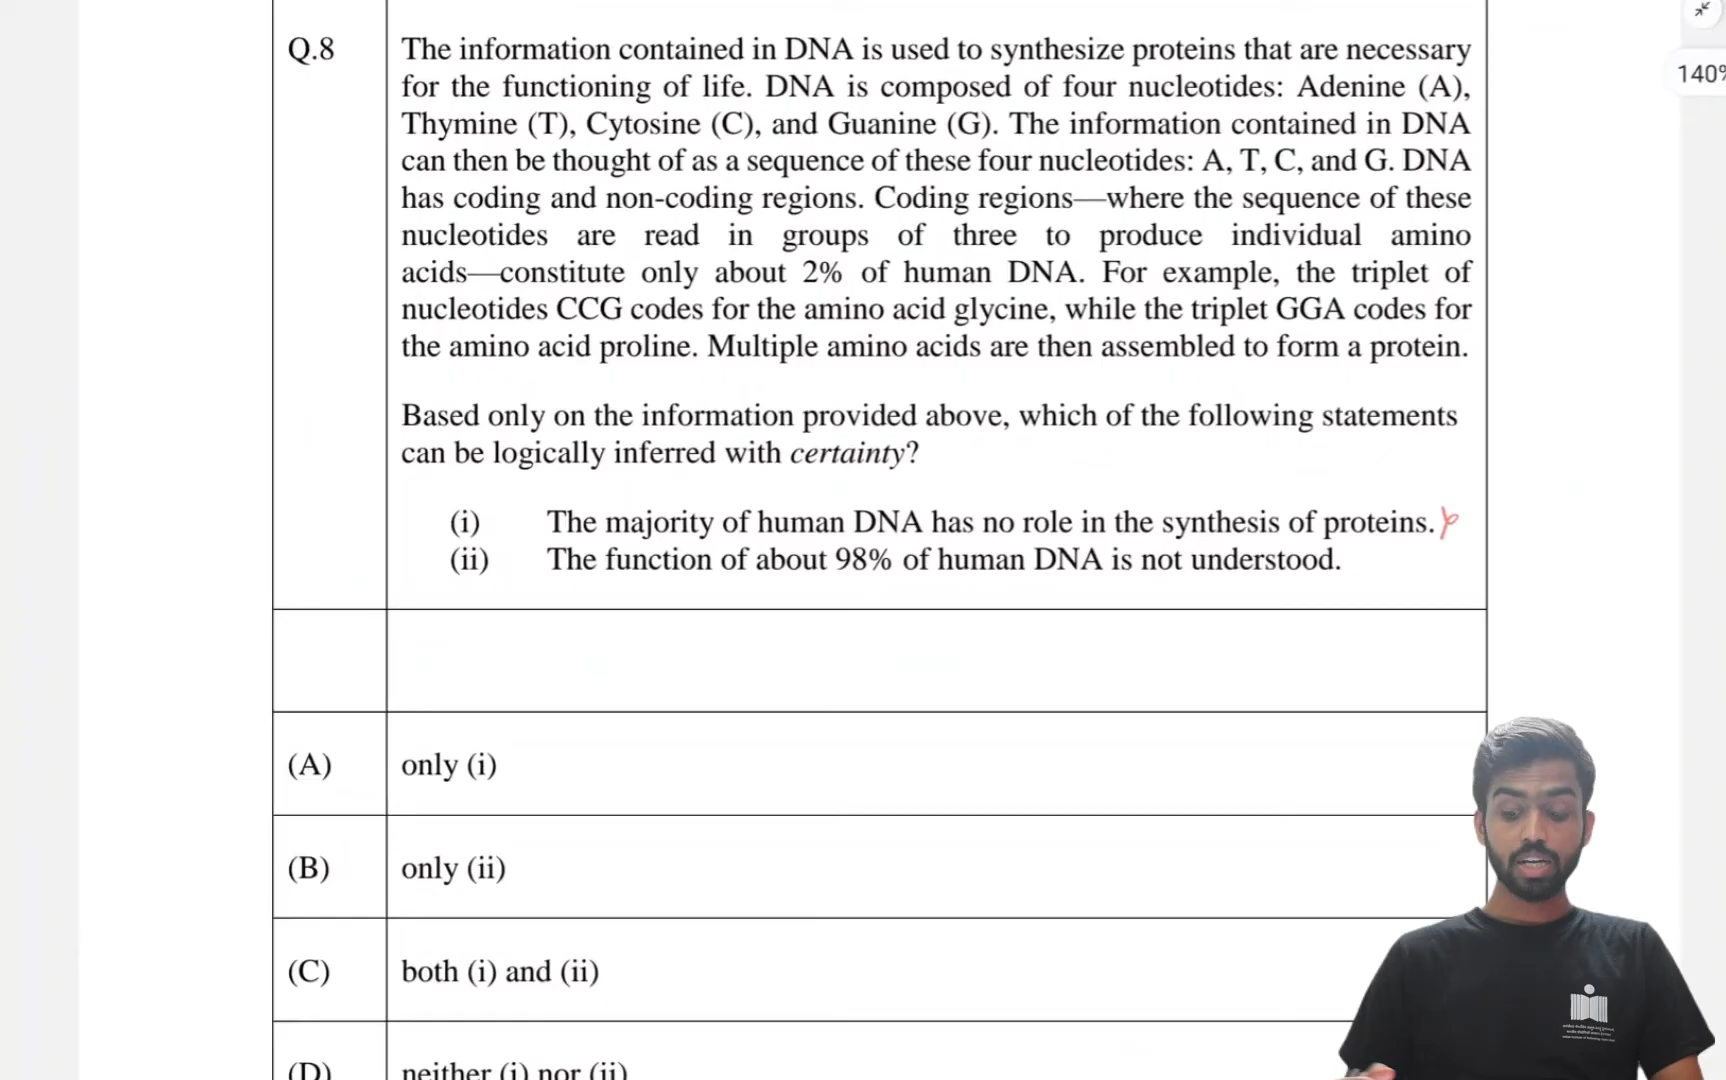 140%
Q.8
The information contained in DNA is used to synthesize proteins that are necessary
for the functioning of life. DNA is composed of four nucleotides: Adenine (A),
Thymine (T), Cytosine (C), and Guanine (G). The information contained in DNA
can then be thought of as a sequence of these four nucleotides: A, T, C, and G. DNA
has coding and non-coding regions. Coding regions—where the sequence of these
nucleotides are read in groups of three to produce individual amino
acids—constitute only about 2% of human DNA. For example, the triplet of
nucleotides CCG codes for the amino acid glycine, while the triplet GGA codes for
the amino acid proline. Multiple amino acids are then assembled to form a protein.
Based only on the information provided above, which of the following statements
can be logically inferred with certainty?
(i) The majority of human DNA has no role in the synthesis of proteins.
(ii) The function of about 98% of human DNA is not understood.
(A) only (i)
(B) only (ii)
(C) both (i) and (ii)
(D) neither (i) nor (ii)